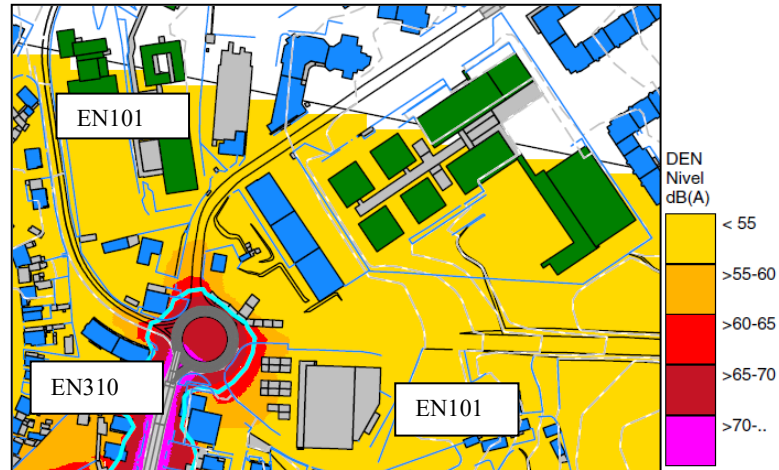 EN101
EN310
EN101
DEN
Nivel
dB(A)
< 55
>55-60
>60-65
>65-70
>70-..